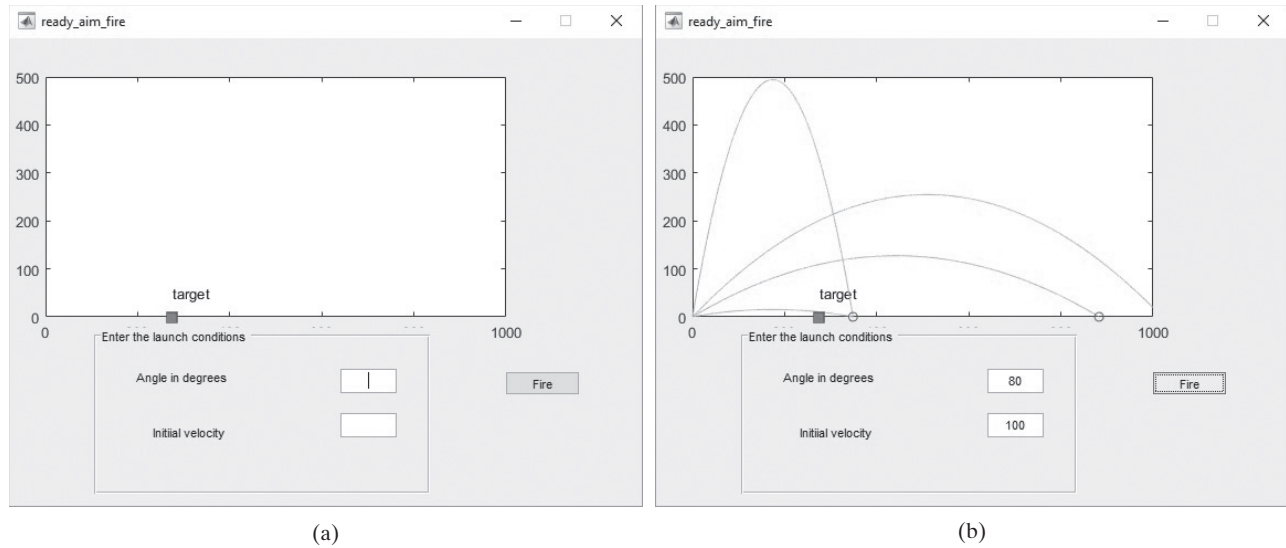 ready_aim_fire
500
400
300
200
100
0
target
0
1000
Enter the launch conditions
Angle in degrees
Initiial velocity
Fire
(a)
ready_aim_fire
500
400
300
200
100
0
target
0
1000
Enter the launch conditions
Angle in degrees
80
Initiial velocity
100
Fire
(b)